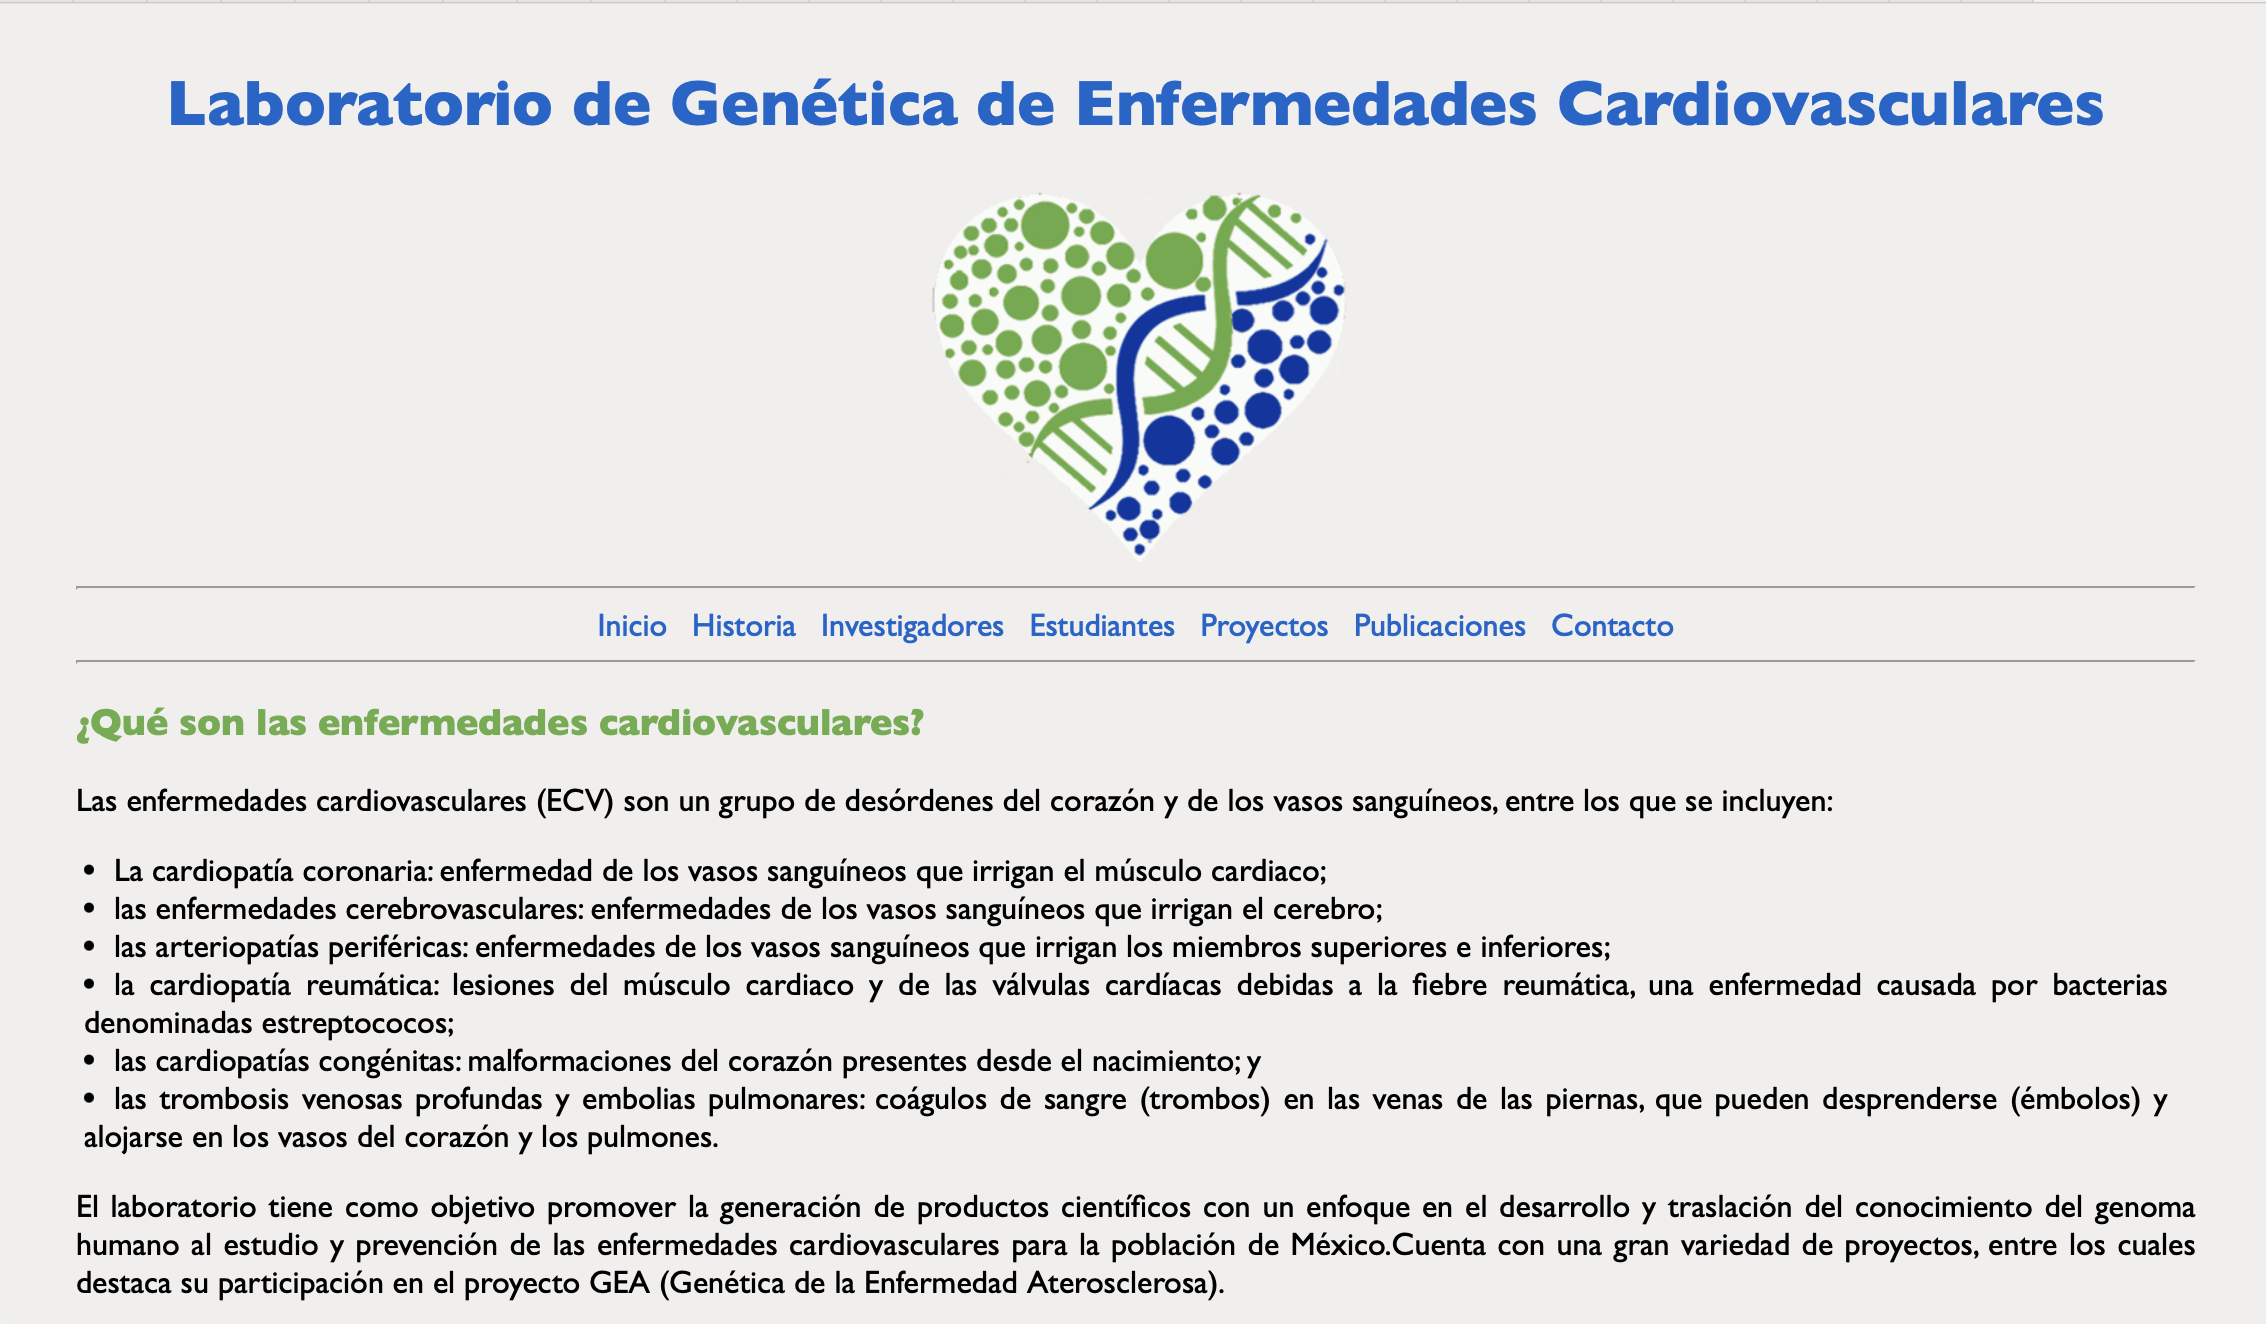 Laboratorio de Genética de Enfermedades Cardiovasculares
Inicio Historia Investigadores Estudiantes Proyectos Publicaciones Contacto
¿Qué son las enfermedades cardiovasculares?
Las enfermedades cardiovasculares (ECV) son un grupo de desórdenes del corazón y de los vasos sanguíneos, entre los que se incluyen:
• La cardiopatía coronaria: enfermedad de los vasos sanguíneos que irrigan el músculo cardiaco;
• las enfermedades cerebrovasculares: enfermedades de los vasos sanguíneos que irrigan el cerebro;
• las arteriopatías periféricas: enfermedades de los vasos sanguíneos que irrigan los miembros superiores e inferiores;
• la cardiopatía reumática: lesiones del músculo cardiaco y de las válvulas cardíacas debidas a la fiebre reumática, una enfermedad causada por bacterias
denominadas estreptococos;
• las cardiopatías congénitas: malformaciones del corazón presentes desde el nacimiento; y
• las trombosis venosas profundas y embolias pulmonares: coágulos de sangre (trombos) en las venas de las piernas, que pueden desprenderse (émbolos) y
alojarse en los vasos del corazón y los pulmones.
El laboratorio tiene como objetivo promover la generación de productos científicos con un enfoque en el desarrollo y traslación del conocimiento del genoma
humano al estudio y prevención de las enfermedades cardiovasculares para la población de México.Cuenta con una gran variedad de proyectos, entre los cuales
destaca su participación en el proyecto GEA (Genética de la Enfermedad Aterosclerosa).